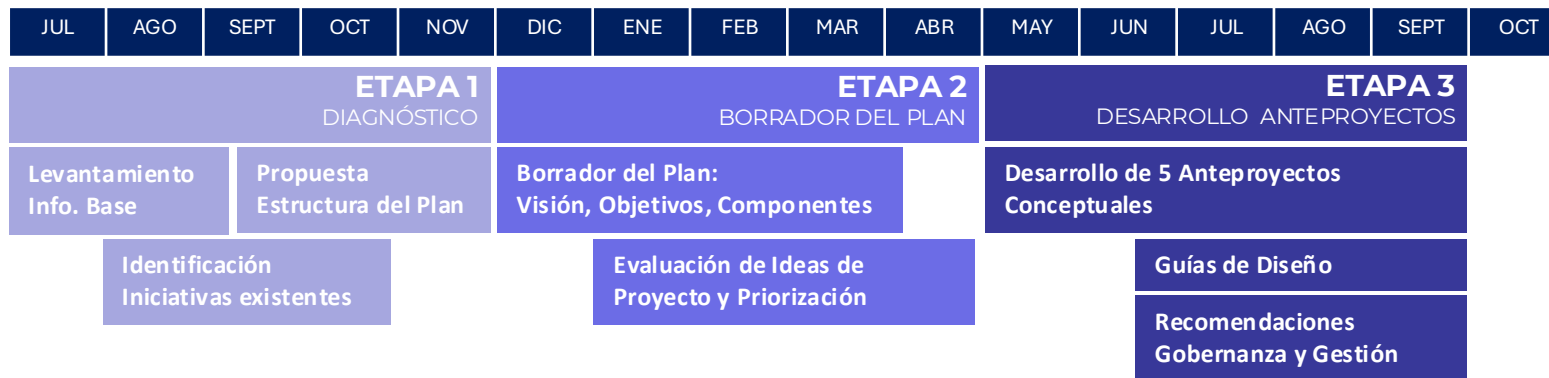 JUL AGO SEPT OCT NOV DIC ENE FEB MAR ABR MAY JUN JUL AGO SEPT OCT
ETAPA 1
DIAGNÓSTICO
ETAPA 2
BORRADOR DEL PLAN
ETAPA 3
DESARROLLO ANTEPROYECTOS
Levantamiento
Info. Base
Propuesta
Estructura del Plan
Borrador del Plan:
Visión, Objetivos, Componentes
Desarrollo de 5 Anteproyectos
Conceptuales
Identificación
Iniciativas existentes
Evaluación de Ideas de
Proyecto y Priorización
Guías de Diseño
Recomendaciones
Gobernanza y Gestión